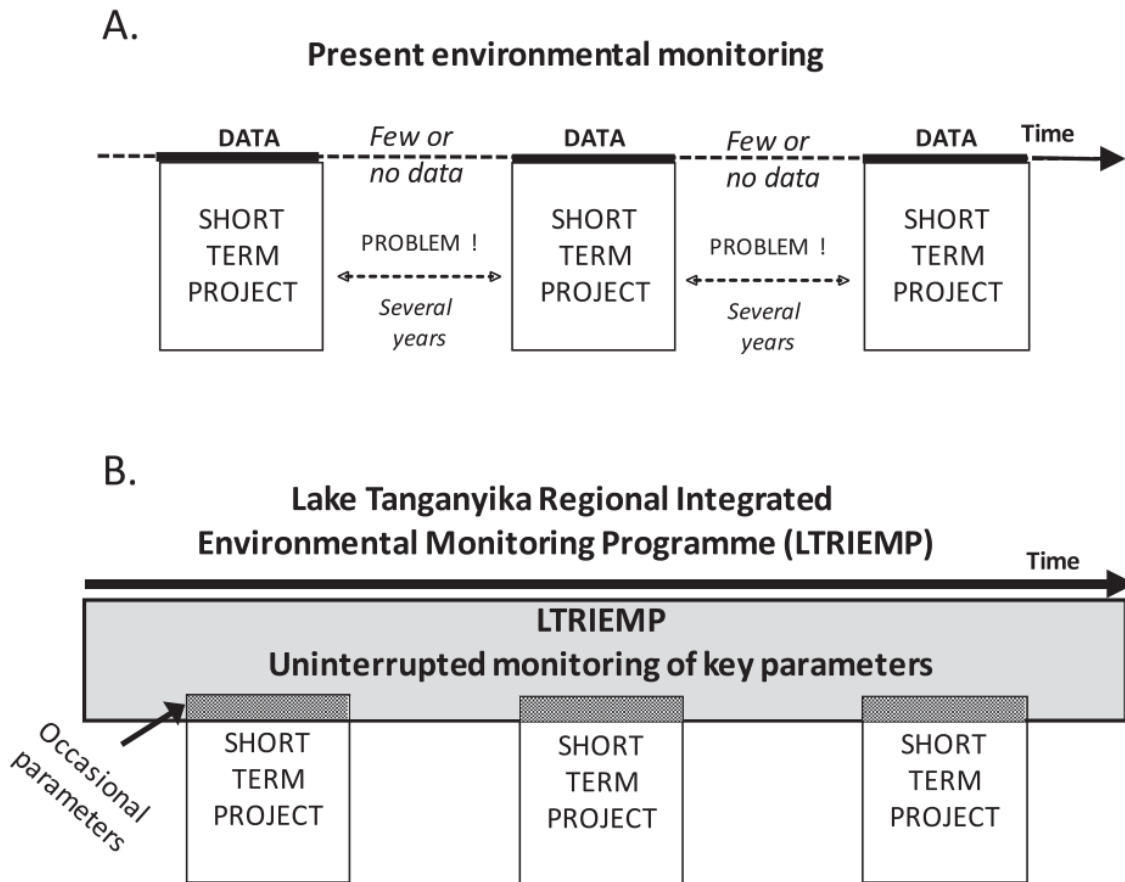 A.
Present environmental monitoring
DATA
Few or
no data
DATA
Few or
no data
DATA
Time
SHORT
TERM
PROJECT
PROBLEM !
Several
years
SHORT
TERM
PROJECT
PROBLEM !
Several
years
SHORT
TERM
PROJECT
B.
Lake Tanganyika Regional Integrated
Environmental Monitoring Programme (LTRIEMP)
Time
LTRIEMP
Uninterrupted monitoring of key parameters
Occasional
parameters
SHORT
TERM
PROJECT
SHORT
TERM
PROJECT
SHORT
TERM
PROJECT